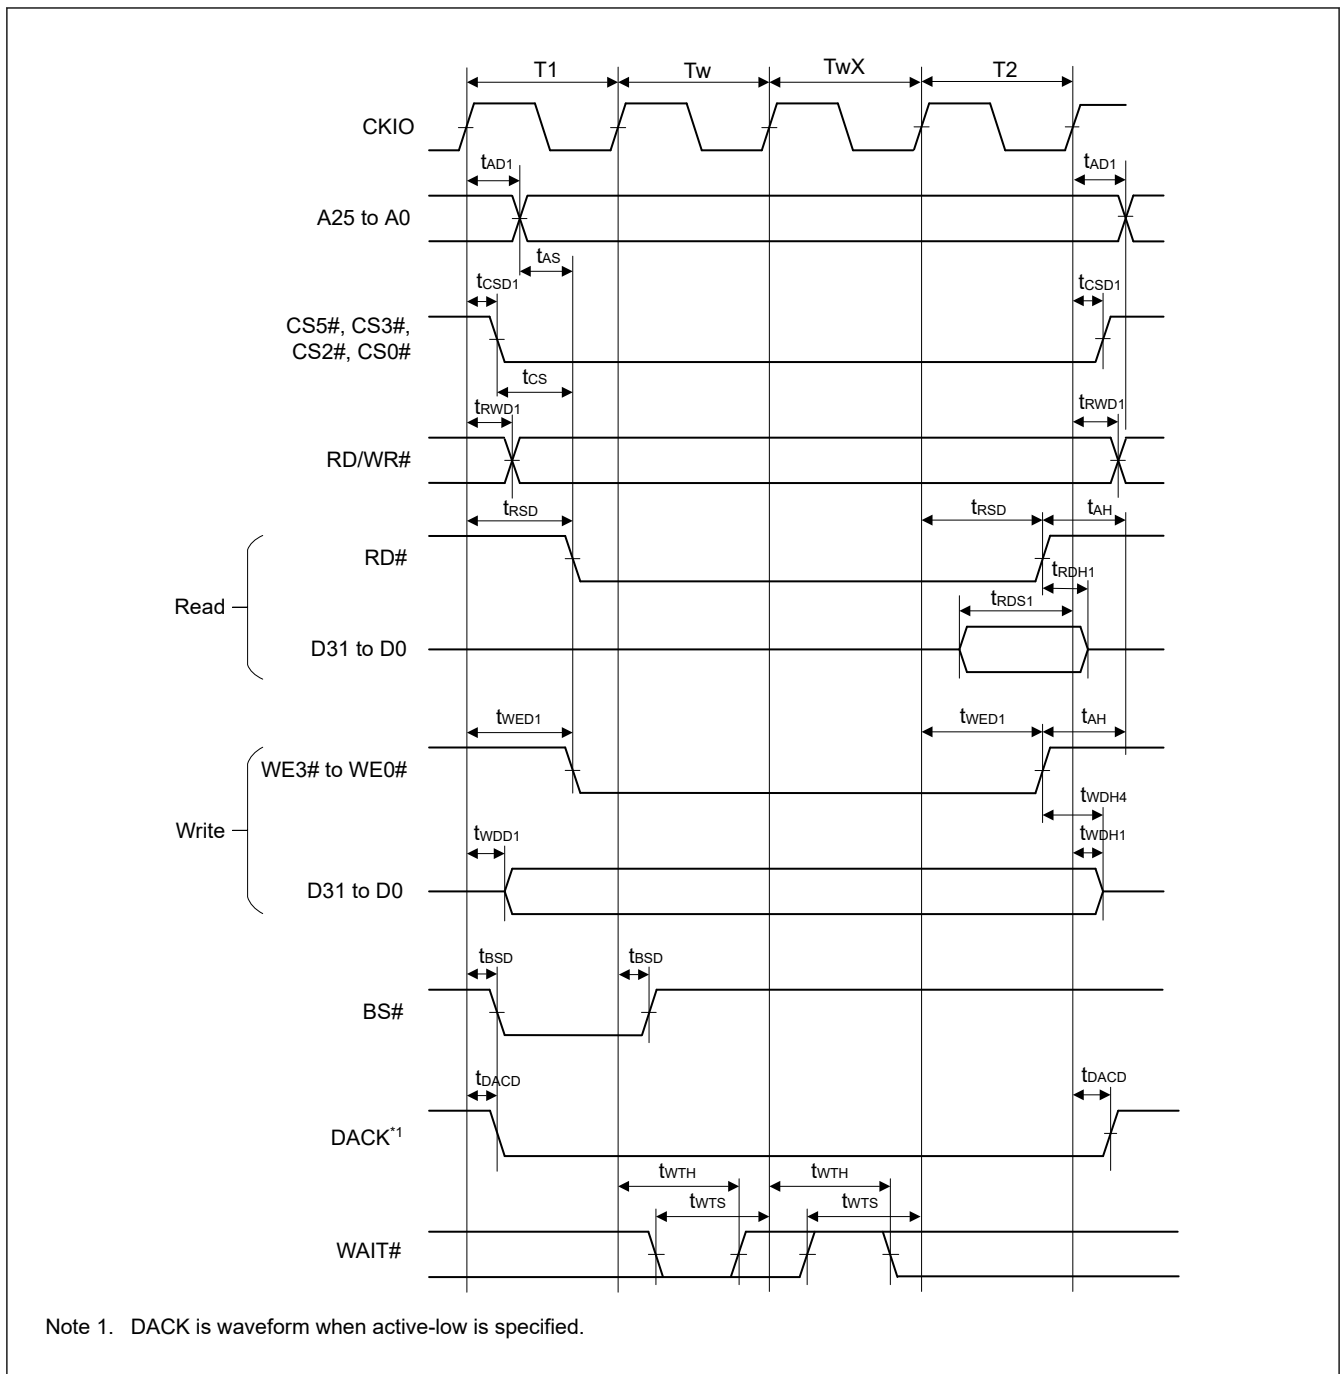 T1 Tw TwX T2
CKIO
tAD1 tAD1
A25 to A0
tAS
tCSD1 tCSD1
CS5#, CS3#,
CS2#, CS0#
tCS
tRWD1 tRWD1
RD/WR#
tRSD tRSD tAH
RD#
tRDH1
Read
tRDS1
D31 to D0
tWED1 tWED1 tAH
WE3# to WE0#
tWDH4
Write
tWDD1 tWDH1
D31 to D0
tBSD tBSD
BS#
tDACD tDACD
DACK*1
tWTH tWTH
tWTS tWTS
WAIT#
Note 1. DACK is waveform when active-low is specified.